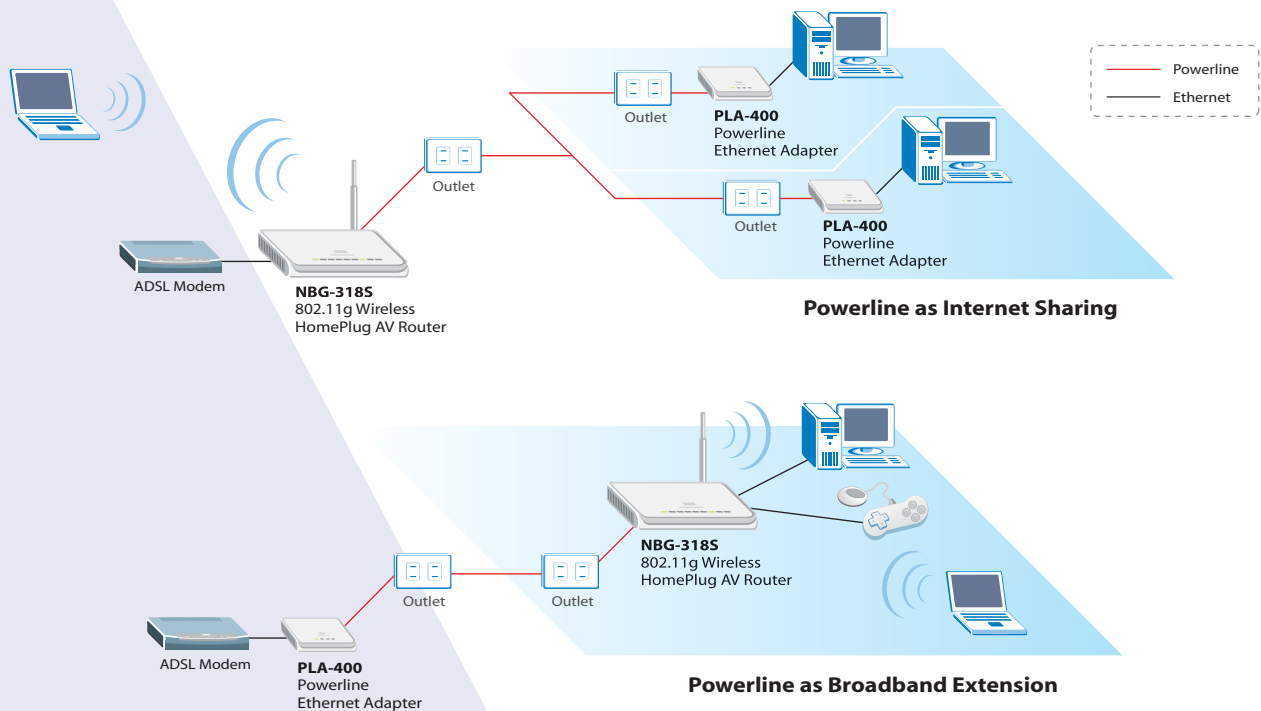 Powerline
Ethernet
Outlet
PLA-400
Powerline
Ethernet Adapter
Outlet
Outlet
PLA-400
Powerline
Ethernet Adapter
ADSL Modem
NBG-318S
802.11g Wireless
HomePlug AV Router
Powerline as Internet Sharing
NBG-318S
802.11g Wireless
HomePlug AV Router
Outlet
Outlet
ADSL Modem
PLA-400
Powerline
Ethernet Adapter
Powerline as Broadband Extension